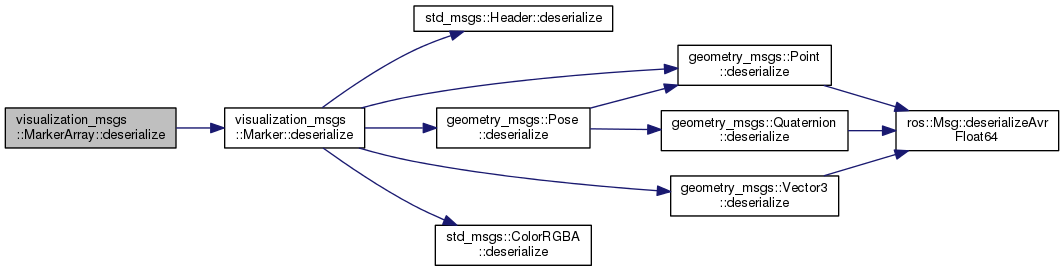 visualization_msgs
::MarkerArray::deserialize
visualization_msgs
::Marker::deserialize
std_msgs::Header::deserialize
geometry_msgs::Pose
::deserialize
std_msgs::ColorRGBA
::deserialize
geometry_msgs::Point
::deserialize
geometry_msgs::Quaternion
::deserialize
geometry_msgs::Vector3
::deserialize
ros::Msg::deserializeAvr
Float64